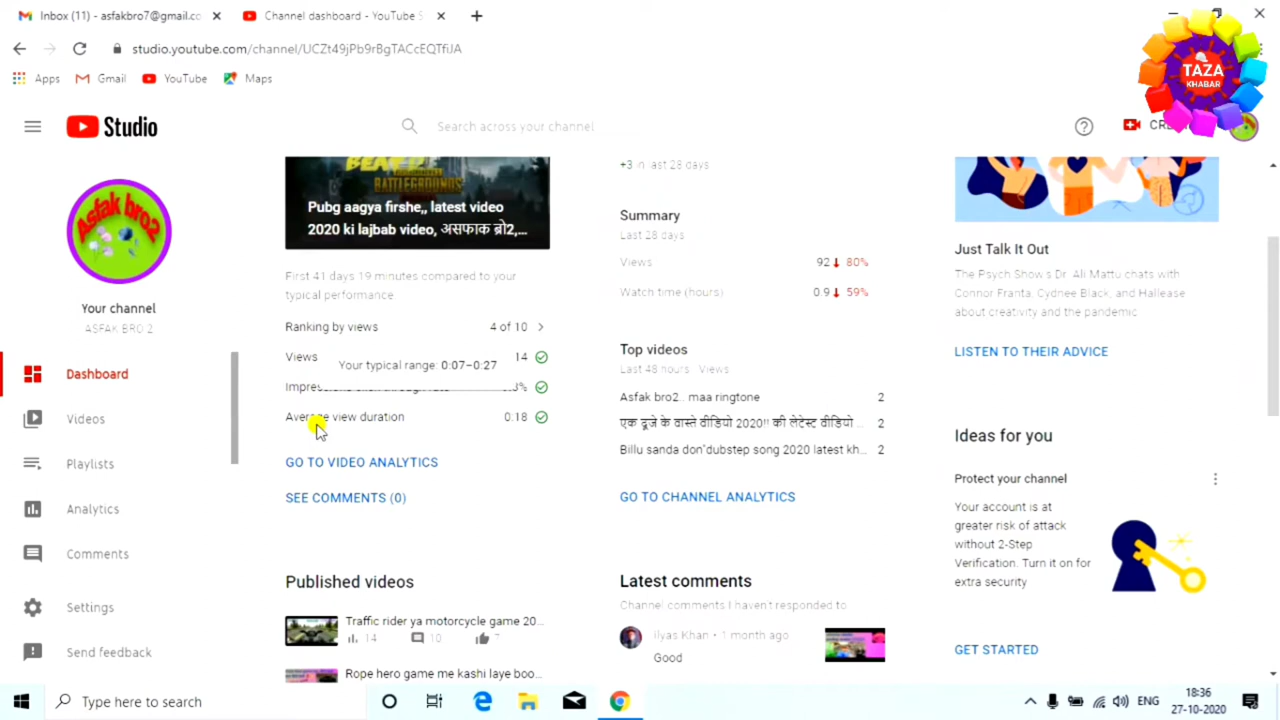 Inbox (11) - asfakbro7@gmail.co
Channel dashboard - YouTube S
studio.youtube.com/channel/UCZt49jPb9rBgTACcEQTfiJA
Apps
Gmail
YouTube
Maps
TAZA
KHABAR
Studio
Search across your channel
Asfak bro2
Your channel
ASFAK BRO 2
Dashboard
Videos
Playlists
Analytics
Comments
Settings
Send feedback
BATTLEGROUNDS
Pubg aagya firshe,, latest video
2020 ki lajbab video, असफाक ब्रो2,...
First 41 days 19 minutes compared to your
typical performance
Ranking by views 4 of 10
Views 14
Your typical range: 0:07–0:27
Average view duration 0.18
GO TO VIDEO ANALYTICS
SEE COMMENTS (0)
Published videos
Traffic rider ya motorcycle game 20...
14 10 7
Rope hero game me kashi laye boo...
+3 in last 28 days
Summary
Last 28 days
Views 92 80%
Watch time (hours) 0.9 59%
Top videos
Last 48 hours · Views
Asfak bro2.. maa ringtone 2
एक दूजे के वास्ते वीडियो 2020!! की लेटेस्ट वीडियो ... 2
Billu sanda don"dubstep song 2020 latest kh... 2
GO TO CHANNEL ANALYTICS
Latest comments
Channel comments I haven't responded to
ilyas Khan • 1 month ago
Good
Just Talk It Out
The Psych Show's Dr. Ali Mattu chats with
Connor Franta, Cydnee Black, and Hallease
about creativity and the pandemic
LISTEN TO THEIR ADVICE
Ideas for you
Protect your channel
Your account is at
greater risk of attack
without 2-Step
Verification. Turn it on for
extra security
GET STARTED
Type here to search
ENG
18:36
27-10-2020